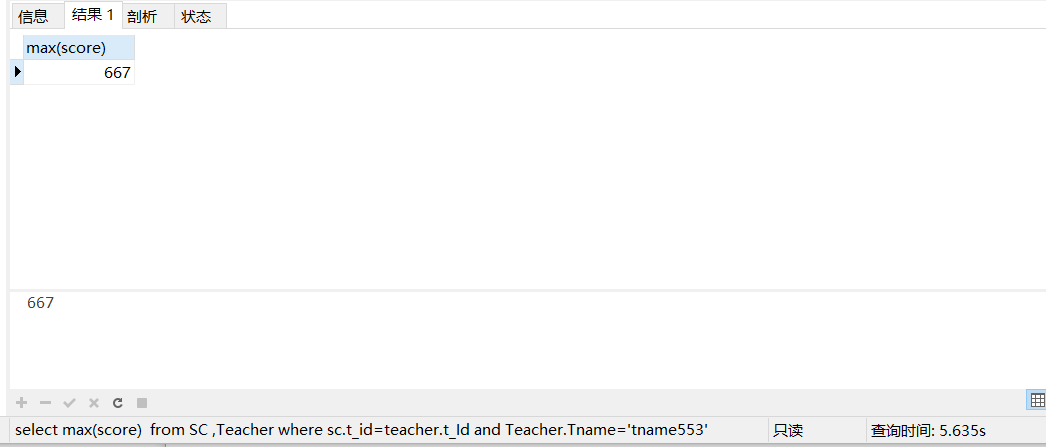 信息 结果 1 剖析 状态
max(score)
667
667
select max(score)  from SC ,Teacher where sc.t_id=teacher.t_Id and Teacher.Tname='tname553' 只读 查询时间: 5.635s